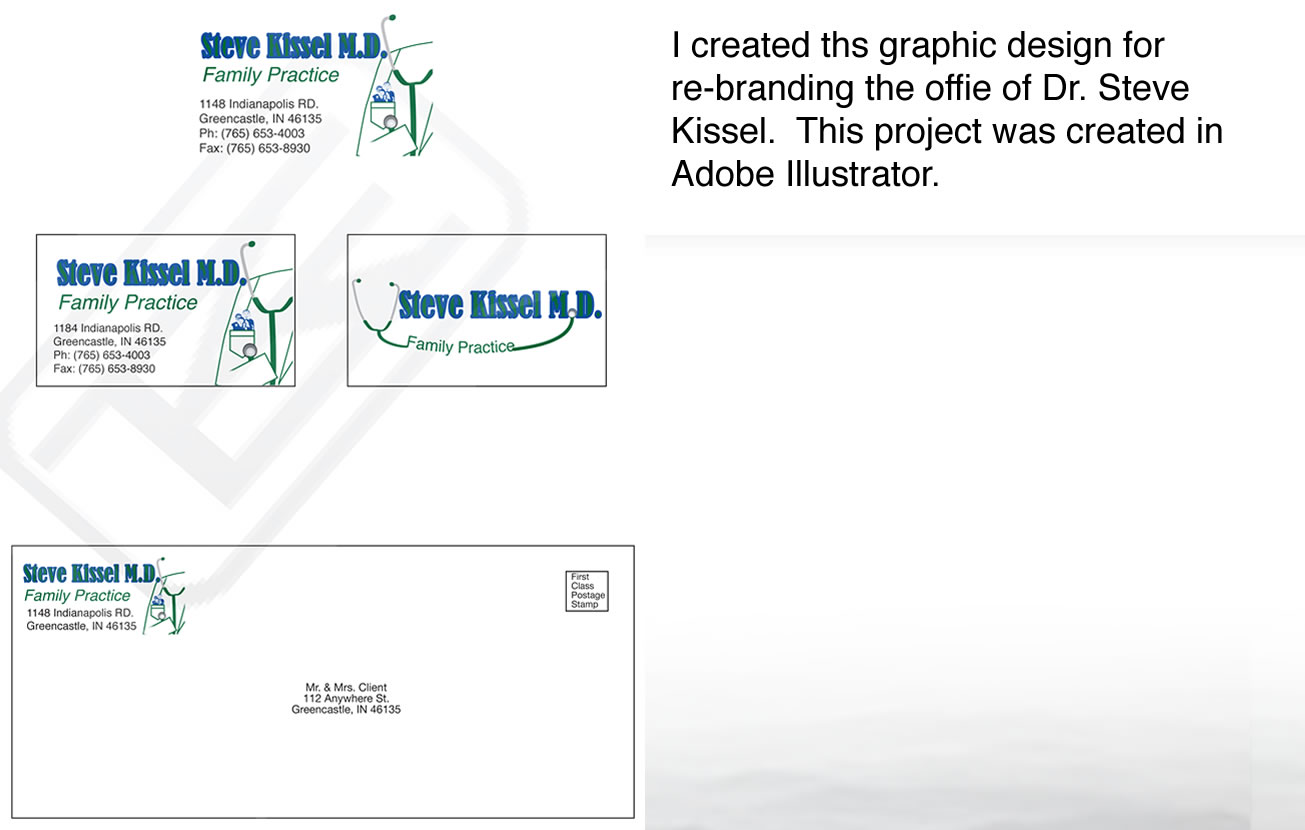 Steve Kissel M.D.
Family Practice
1148 Indianapolis RD.
Greencastle, IN 46135
Ph: (765) 653-4003
Fax: (765) 653-8930
I created ths graphic design for
re-branding the offie of Dr. Steve
Kissel.  This project was created in
Adobe Illustrator.
Steve Kissel M.D.
Family Practice
1184 Indianapolis RD.
Greencastle, IN 46135
Ph: (765) 653-4003
Fax: (765) 653-8930
Steve Kissel M.D.
Family Practice
Steve Kissel M.D.
Family Practice
1148 Indianapolis RD.
Greencastle, IN 46135
First
Class
Postage
Stamp
Mr. & Mrs. Client
112 Anywhere St.
Greencastle, IN 46135